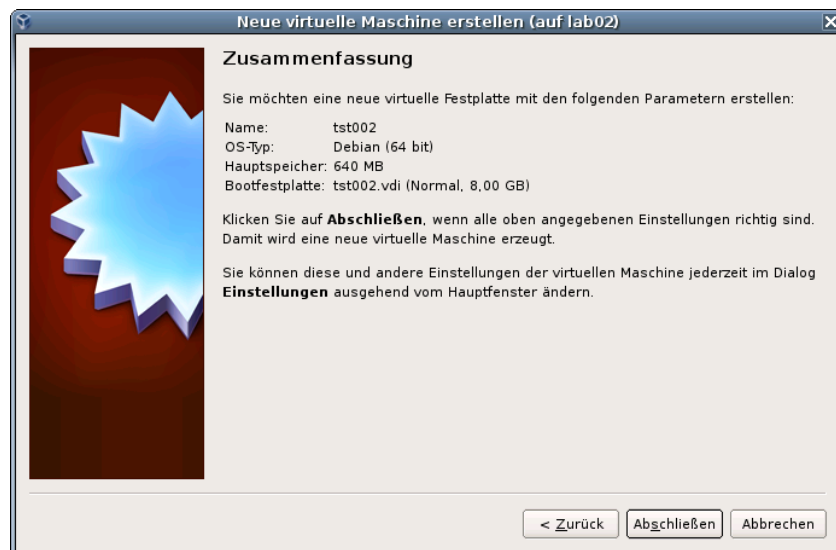 Neue virtuelle Maschine erstellen (auf lab02)
Zusammenfassung
Sie möchten eine neue virtuelle Festplatte mit den folgenden Parametern erstellen:
Name: tst002
OS-Typ: Debian (64 bit)
Hauptspeicher: 640 MB
Bootfestplatte: tst002.vdi (Normal, 8,00 GB)
Klicken Sie auf Abschließen, wenn alle oben angegebenen Einstellungen richtig sind.
Damit wird eine neue virtuelle Maschine erzeugt.
Sie können diese und andere Einstellungen der virtuellen Maschine jederzeit im Dialog
Einstellungen ausgehend vom Hauptfenster ändern.
< Zurück Abschließen Abbrechen